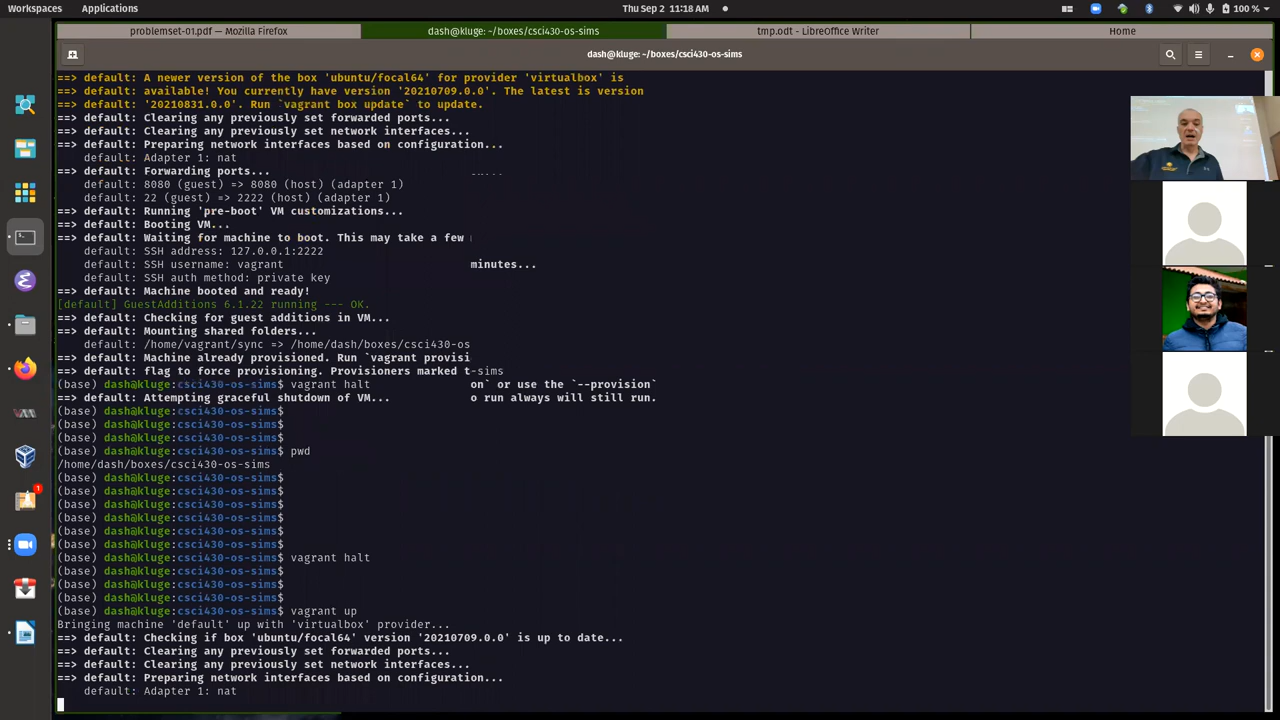 Workspaces Applications Thu Sep 2 11:18 AM 100 %
problemset-01.pdf — Mozilla Firefox dash@kluge: ~/boxes/csci430-os-sims tmp.odt - LibreOffice Writer Home
dash@kluge: ~/boxes/csci430-os-sims
==> default: A newer version of the box 'ubuntu/focal64' for provider 'virtualbox' is
==> default: available! You currently have version '20210709.0.0'. The latest is version
==> default: '20210831.0.0'. Run `vagrant box update` to update.
==> default: Clearing any previously set forwarded ports...
==> default: Clearing any previously set network interfaces...
==> default: Preparing network interfaces based on configuration...
default: Adapter 1: nat
==> default: Forwarding ports...
default: 8080 (guest) => 8080 (host) (adapter 1)
default: 22 (guest) => 2222 (host) (adapter 1)
==> default: Running 'pre-boot' VM customizations...
==> default: Booting VM...
==> default: Waiting for machine to boot. This may take a few
default: SSH address: 127.0.0.1:2222
default: SSH username: vagrant minutes...
default: SSH auth method: private key
==> default: Machine booted and ready!
[default] GuestAdditions 6.1.22 running --- OK.
==> default: Checking for guest additions in VM...
==> default: Mounting shared folders...
default: /home/vagrant/sync => /home/dash/boxes/csci430-os
==> default: Machine already provisioned. Run `vagrant provisi
==> default: flag to force provisioning. Provisioners marked t-sims
(base) dash@kluge:csci430-os-sims$ vagrant halt on` or use the `--provision`
==> default: Attempting graceful shutdown of VM... o run always will still run.
(base) dash@kluge:csci430-os-sims$
(base) dash@kluge:csci430-os-sims$
(base) dash@kluge:csci430-os-sims$
(base) dash@kluge:csci430-os-sims$ pwd
/home/dash/boxes/csci430-os-sims
(base) dash@kluge:csci430-os-sims$
(base) dash@kluge:csci430-os-sims$
(base) dash@kluge:csci430-os-sims$
(base) dash@kluge:csci430-os-sims$
(base) dash@kluge:csci430-os-sims$
(base) dash@kluge:csci430-os-sims$
(base) dash@kluge:csci430-os-sims$ vagrant halt
(base) dash@kluge:csci430-os-sims$
(base) dash@kluge:csci430-os-sims$
(base) dash@kluge:csci430-os-sims$
(base) dash@kluge:csci430-os-sims$ vagrant up
Bringing machine 'default' up with 'virtualbox' provider...
==> default: Checking if box 'ubuntu/focal64' version '20210709.0.0' is up to date...
==> default: Clearing any previously set forwarded ports...
==> default: Clearing any previously set network interfaces...
==> default: Preparing network interfaces based on configuration...
default: Adapter 1: nat